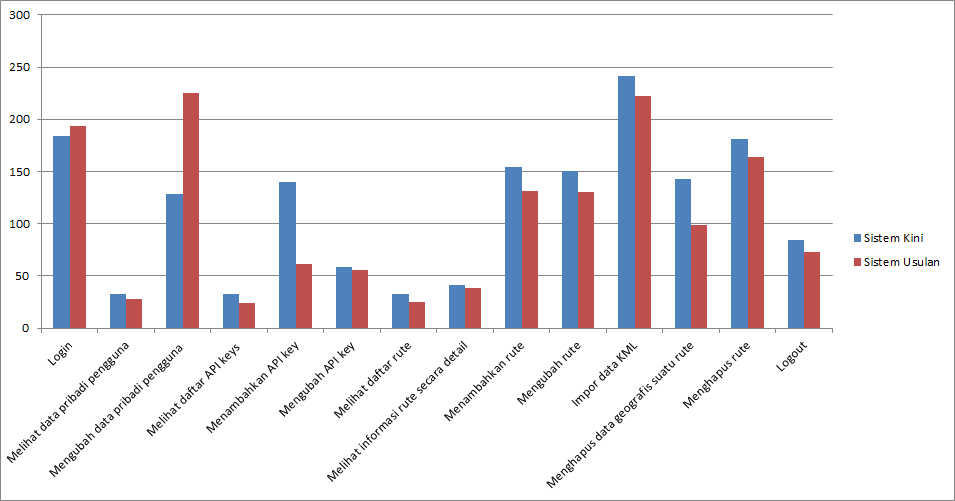 300
250
200
150
100
50
0
Login
Melihat data pribadi pengguna
Mengubah data pribadi pengguna
Melihat daftar API keys
Menambahkan API key
Mengubah API key
Melihat daftar rute
Melihat informasi rute secara detail
Menambahkan rute
Mengubah rute
Impor data KML
Menghapus data geografis suatu rute
Menghapus rute
Logout
Sistem Kini
Sistem Usulan